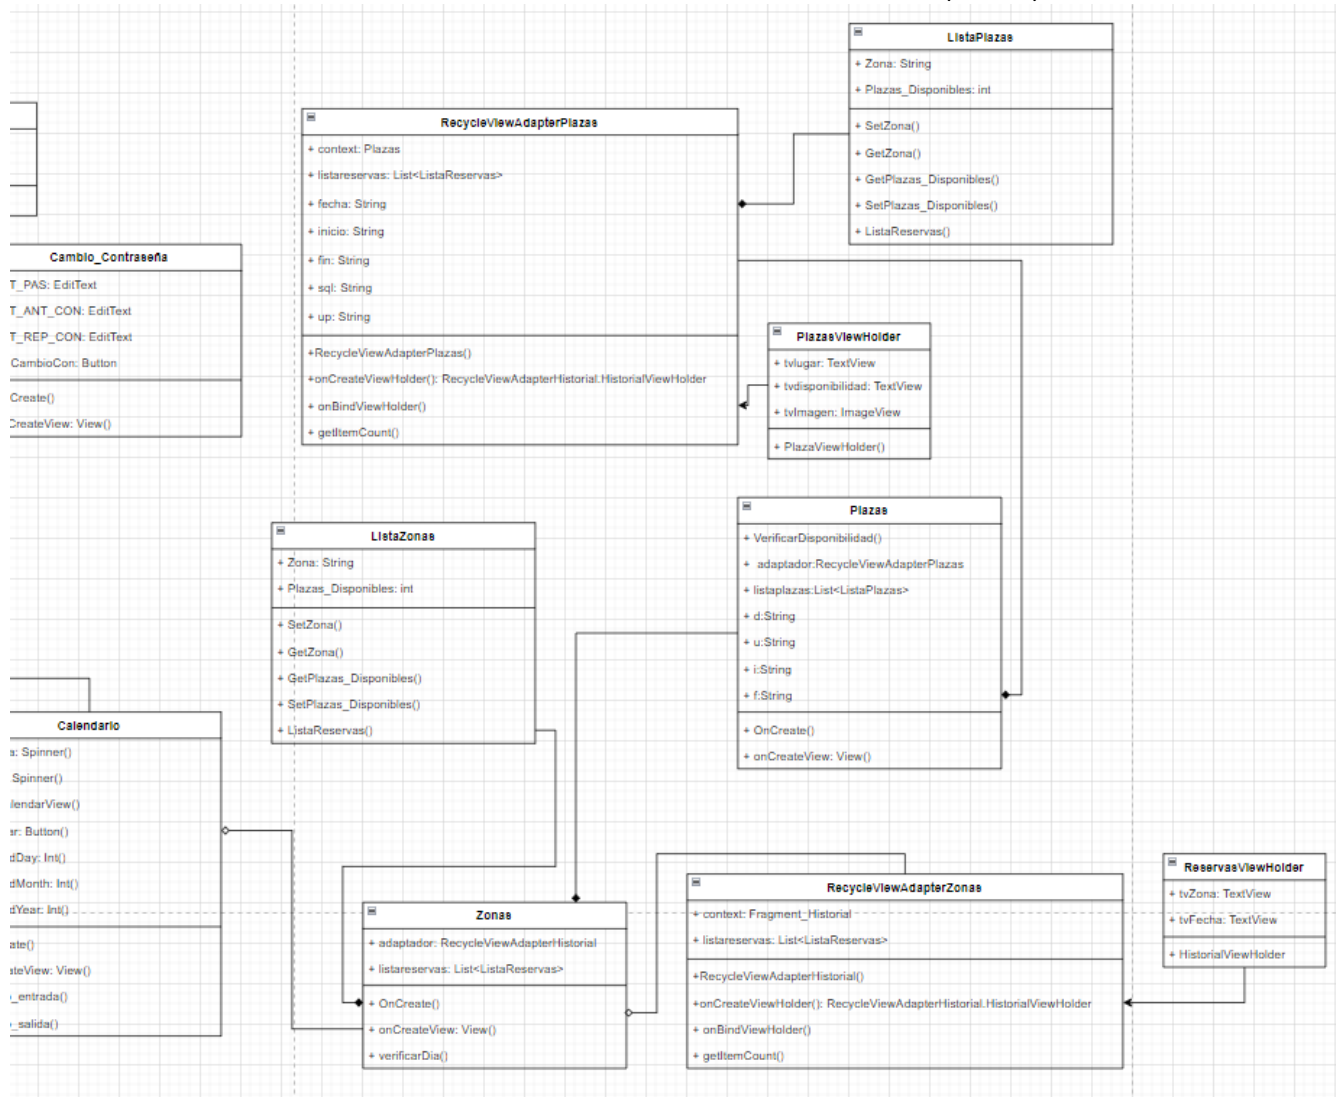 ListaPlazas
+ Zona: String
+ Plazas_Disponibles: int
+ SetZona()
+ GetZona()
+ GetPlazas_Disponibles()
+ SetPlazas_Disponibles()
+ ListaReservas()
RecycleViewAdapterPlazas
+ context: Plazas
+ listareservas: List<ListaReservas>
+ fecha: String
+ inicio: String
+ fin: String
+ sql: String
+ up: String
+RecycleViewAdapterPlazas()
+onCreateViewHolder(): RecycleViewAdapterHistorial.HistorialViewHolder
+ onBindViewHolder()
+ getItemCount()
Cambio_Contraseña
T_PAS: EditText
T_ANT_CON: EditText
T_REP_CON: EditText
CambioCon: Button
Create()
CreateView: View()
PlazasViewHolder
+ tvlugar: TextView
+ tvdisponibilidad: TextView
+ tvImagen: ImageView
+ PlazaViewHolder()
Plazas
+ VerificarDisponibilidad()
+ adaptador:RecycleViewAdapterPlazas
+ listaplazas:List<ListaPlazas>
+ d:String
+ u:String
+ i:String
+ f:String
+ OnCreate()
+ onCreateView: View()
ListaZonas
+ Zona: String
+ Plazas_Disponibles: int
+ SetZona()
+ GetZona()
+ GetPlazas_Disponibles()
+ SetPlazas_Disponibles()
+ ListaReservas()
Calendario
a: Spinner()
Spinner()
lendarView()
ar: Button()
dDay: Int()
dMonth: Int()
dYear: Int()
ate()
ateView: View()
o_entrada()
o_salida()
Zonas
+ adaptador: RecycleViewAdapterHistorial
+ listareservas: List<ListaReservas>
+ OnCreate()
+ onCreateView: View()
+ verificarDia()
RecycleViewAdapterZonas
+ context: Fragment_Historial
+ listareservas: List<ListaReservas>
+RecycleViewAdapterHistorial()
+onCreateViewHolder(): RecycleViewAdapterHistorial.HistorialViewHolder
+ onBindViewHolder()
+ getItemCount()
ReservasViewHolder
+ tvZona: TextView
+ tvFecha: TextView
+ HistorialViewHolder